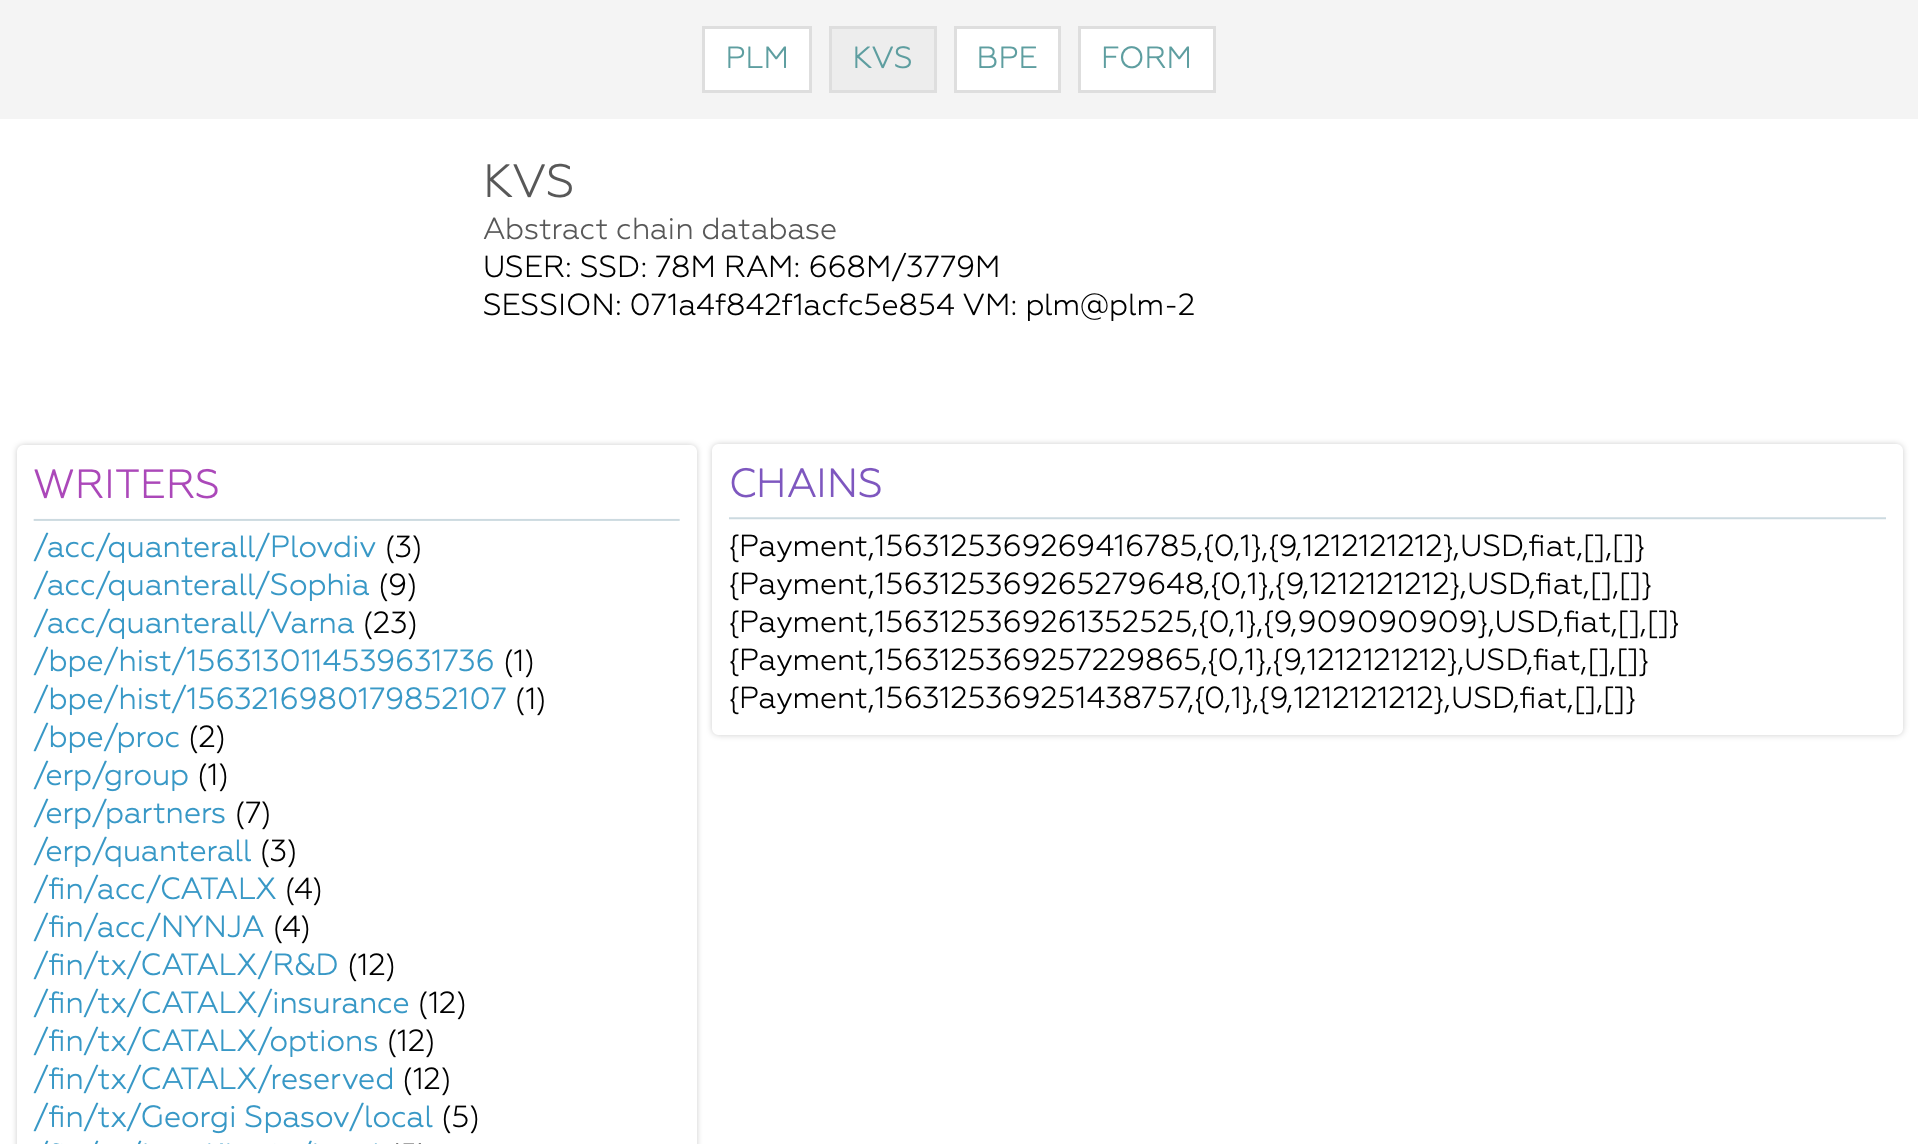 PLM KVS BPE FORM
KVS
Abstract chain database
USER: SSD: 78M RAM: 668M/3779M
SESSION: 071a4f842f1acfc5e854 VM: plm@plm-2
WRITERS
/acc/quanterall/Plovdiv (3)
/acc/quanterall/Sophia (9)
/acc/quanterall/Varna (23)
/bpe/hist/1563130114539631736 (1)
/bpe/hist/1563216980179852107 (1)
/bpe/proc (2)
/erp/group (1)
/erp/partners (7)
/erp/quanterall (3)
/fin/acc/CATALX (4)
/fin/acc/NYNJA (4)
/fin/tx/CATALX/R&D (12)
/fin/tx/CATALX/insurance (12)
/fin/tx/CATALX/options (12)
/fin/tx/CATALX/reserved (12)
/fin/tx/Georgi Spasov/local (5)
CHAINS
{Payment,1563125369269416785,{0,1},{9,1212121212},USD,fiat,[],[]}
{Payment,1563125369265279648,{0,1},{9,1212121212},USD,fiat,[],[]}
{Payment,1563125369261352525,{0,1},{9,909090909},USD,fiat,[],[]}
{Payment,1563125369257229865,{0,1},{9,1212121212},USD,fiat,[],[]}
{Payment,1563125369251438757,{0,1},{9,1212121212},USD,fiat,[],[]}